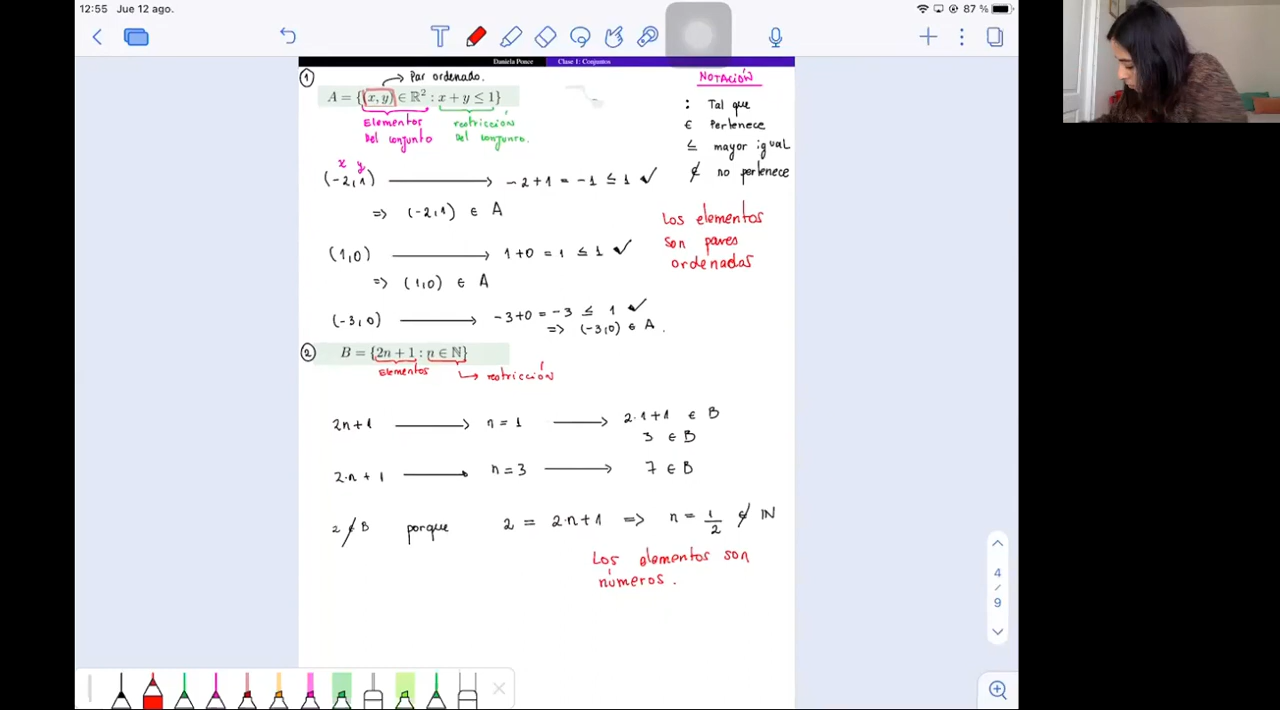 12:55 Jue 12 ago.
87 %
Daniela Ponce Clase 1: Conjuntos
① → Par ordenado.
A = {(x, y) ∈ ℝ² : x + y ≤ 1}
Elementos del conjunto
restricción del conjunto.
NOTACIÓN
: Tal que
∈ Pertenece
≤ mayor igual
∉ no pertenece
x y
(-2,1) → -2+1 = -1 ≤ 1 ✓
=> (-2,1) ∈ A
Los elementos
son pares
ordenadas
(1,0) → 1+0 = 1 ≤ 1 ✓
=> (1,0) ∈ A
(-3,0) → -3+0 = -3 ≤ 1 ✓
=> (-3,0) ∈ A.
② B = {2n + 1 : n ∈ ℕ}
Elementos ↳ restricción
2n+1 → n = 1 → 2·1+1 ∈ B
3 ∈ B
2·n + 1 → n = 3 → 7 ∈ B
2 ∉ B porque 2 = 2·n+1 => n = 1/2 ∉ ℕ
Los elementos son
números.
4
/
9